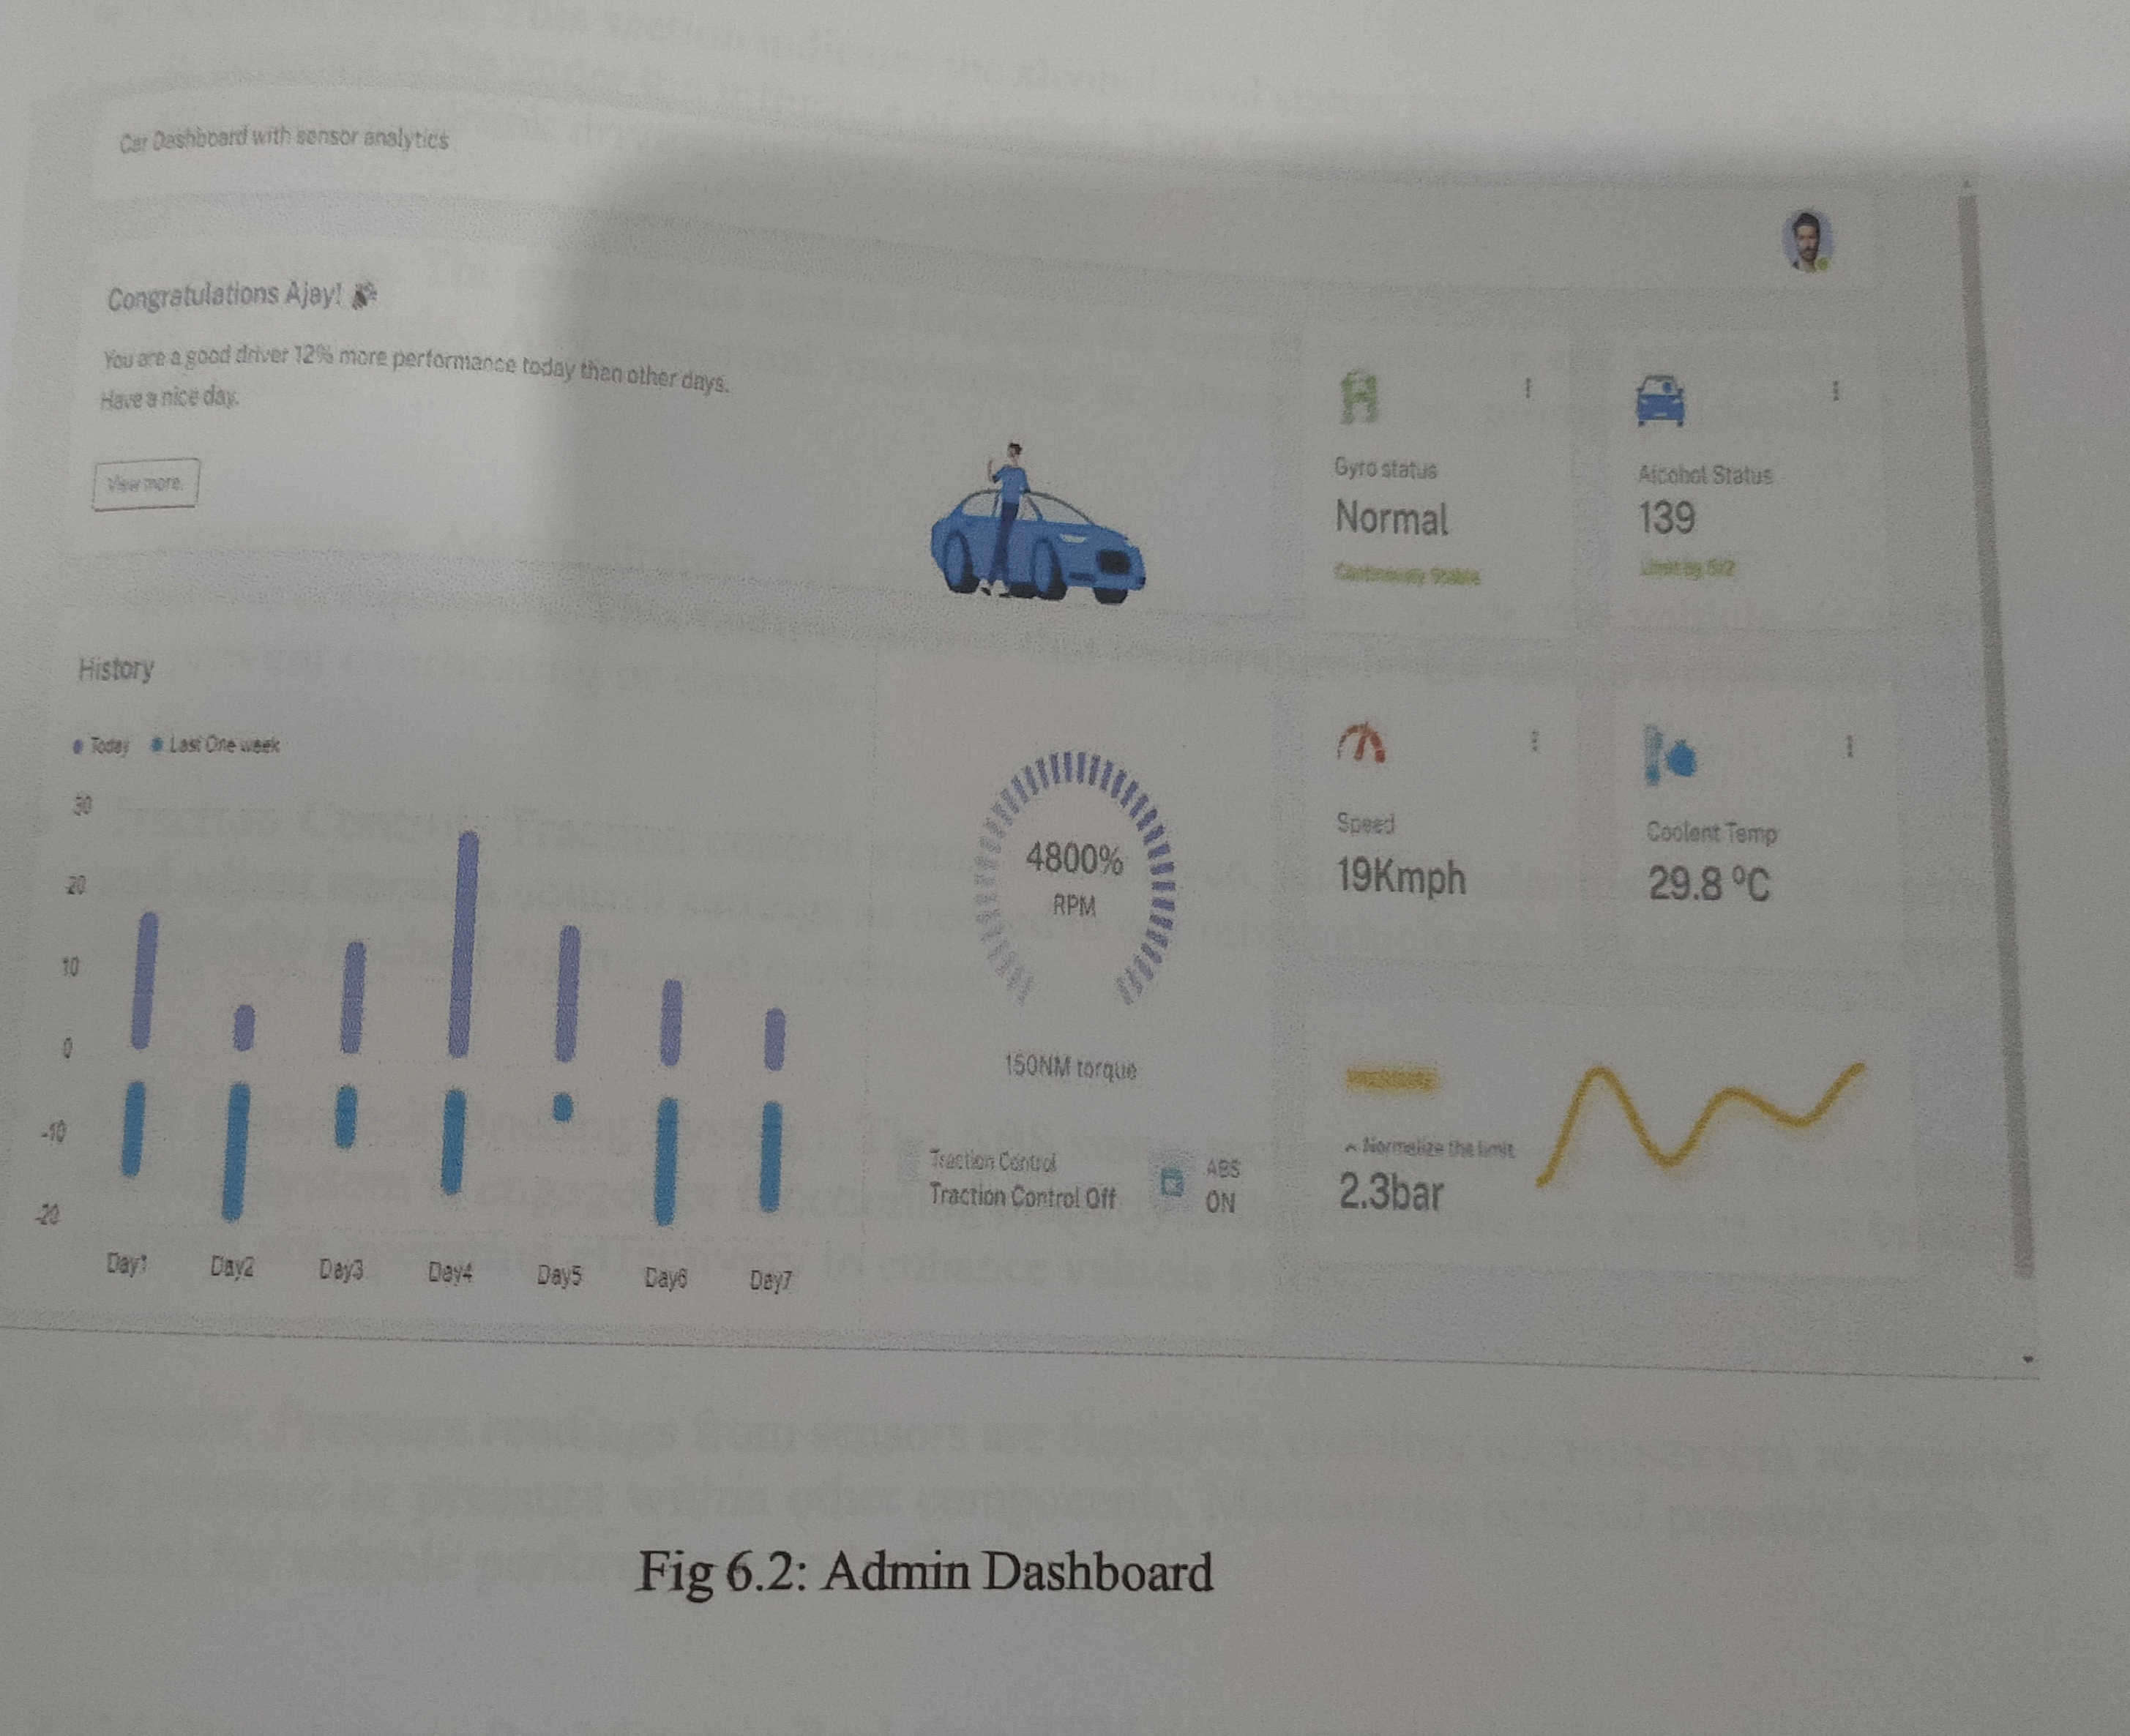 Car Dashboard with sensor analytics
Congratulations Ajay!
You are a good driver 12% more performance today than other days.
Have a nice day.
View more.
Gyro status
Normal
Continously Stable
Alcohol Status
139
Limit by 512
History
Today
Last One week
30
20
10
0
-10
-20
Day1
Day2
Day3
Day4
Day5
Day6
Day7
4800%
RPM
150NM torque
Traction Control
Traction Control Off
ABS
ON
Speed
19Kmph
Coolent Temp
29.8 ºC
Normalize the limit
2.3bar
Fig 6.2: Admin Dashboard